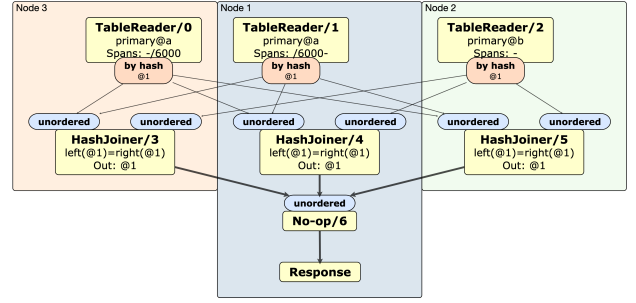 Node 3
Node 1
Node 2
TableReader/0
primary@a
Spans: -/6000
by hash
@1
TableReader/1
primary@a
Spans: /6000-
by hash
@1
TableReader/2
primary@b
Spans: -
by hash
@1
unordered
unordered
HashJoiner/3
left(@1)=right(@1)
Out: @1
unordered
unordered
HashJoiner/4
left(@1)=right(@1)
Out: @1
unordered
unordered
HashJoiner/5
left(@1)=right(@1)
Out: @1
unordered
No-op/6
Response